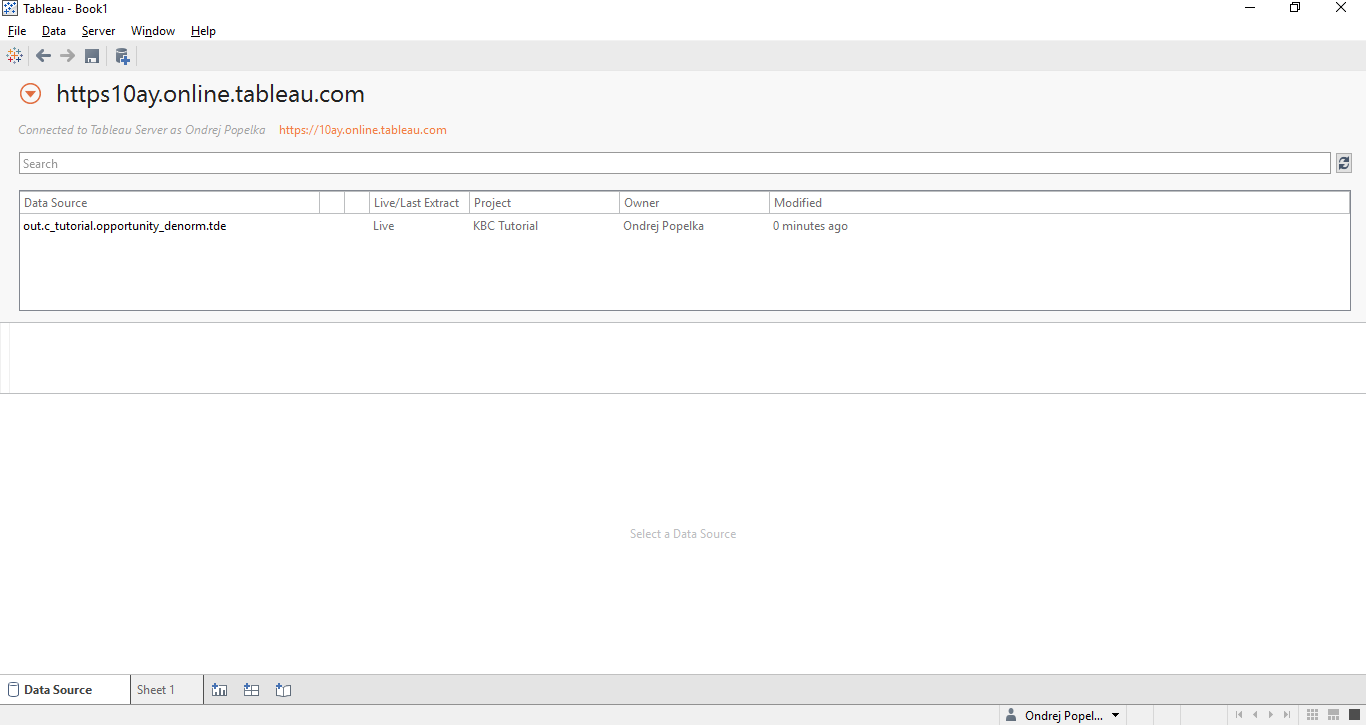 Tableau - Book1
File Data Server Window Help
https10ay.online.tableau.com
Connected to Tableau Server as Ondrej Popelka https://10ay.online.tableau.com
Search
Data Source Live/Last Extract Project Owner Modified
out.c_tutorial.opportunity_denorm.tde Live KBC Tutorial Ondrej Popelka 0 minutes ago
Select a Data Source
Data Source Sheet 1
Ondrej Popel...